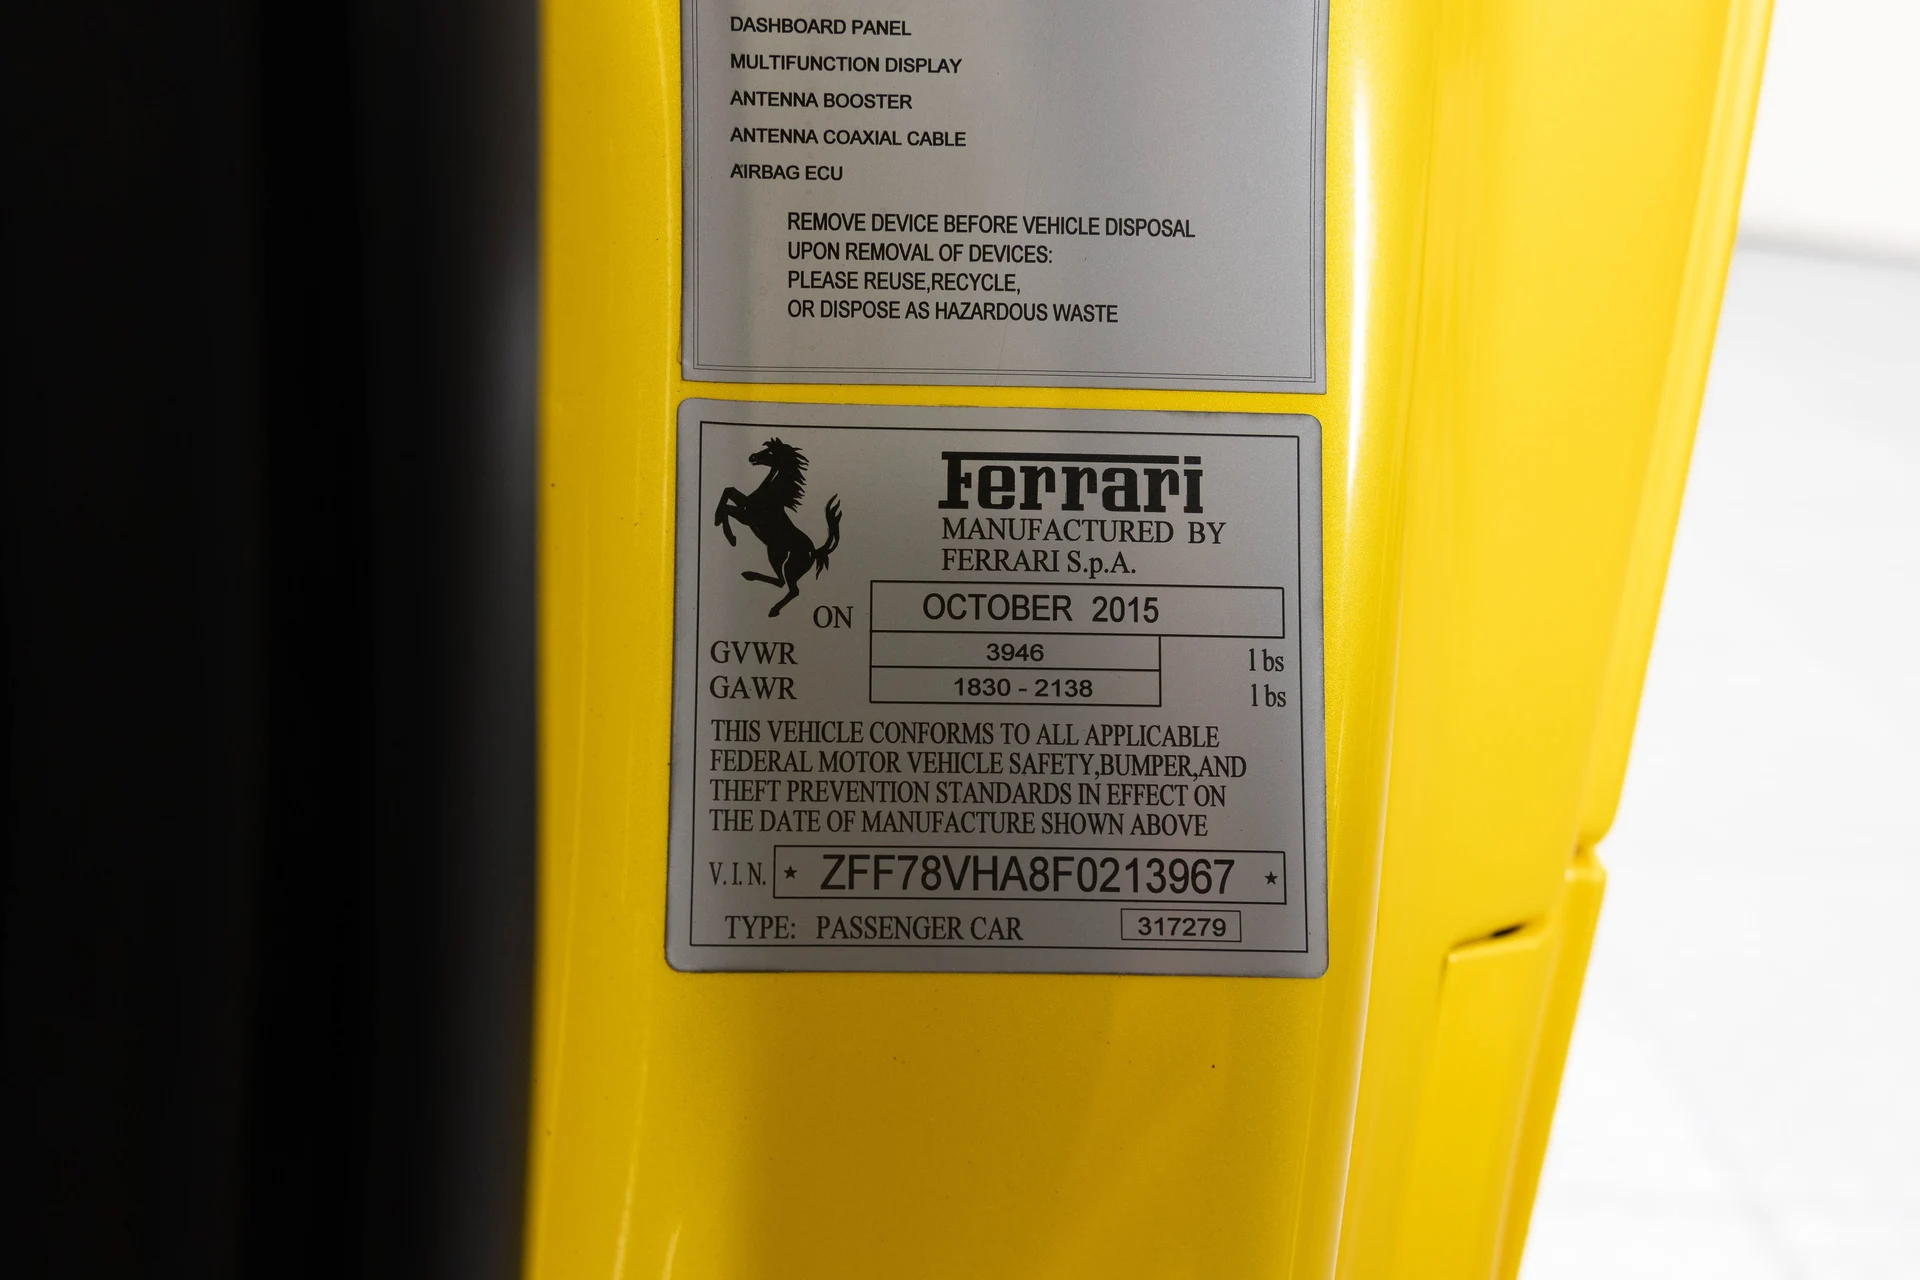 DASHBOARD PANEL
MULTIFUNCTION DISPLAY
ANTENNA BOOSTER
ANTENNA COAXIAL CABLE
AIRBAG ECU
REMOVE DEVICE BEFORE VEHICLE DISPOSAL
UPON REMOVAL OF DEVICES:
PLEASE REUSE,RECYCLE,
OR DISPOSE AS HAZARDOUS WASTE
Ferrari
MANUFACTURED BY
FERRARI S.p.A.
ON OCTOBER 2015
GVWR 3946 lbs
GAWR 1830 - 2138 lbs
THIS VEHICLE CONFORMS TO ALL APPLICABLE
FEDERAL MOTOR VEHICLE SAFETY,BUMPER,AND
THEFT PREVENTION STANDARDS IN EFFECT ON
THE DATE OF MANUFACTURE SHOWN ABOVE
V.I.N. ★ ZFF78VHA8F0213967 ★
TYPE: PASSENGER CAR 317279